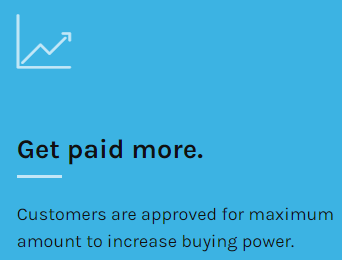 Get paid more.
Customers are approved for maximum
amount to increase buying power.